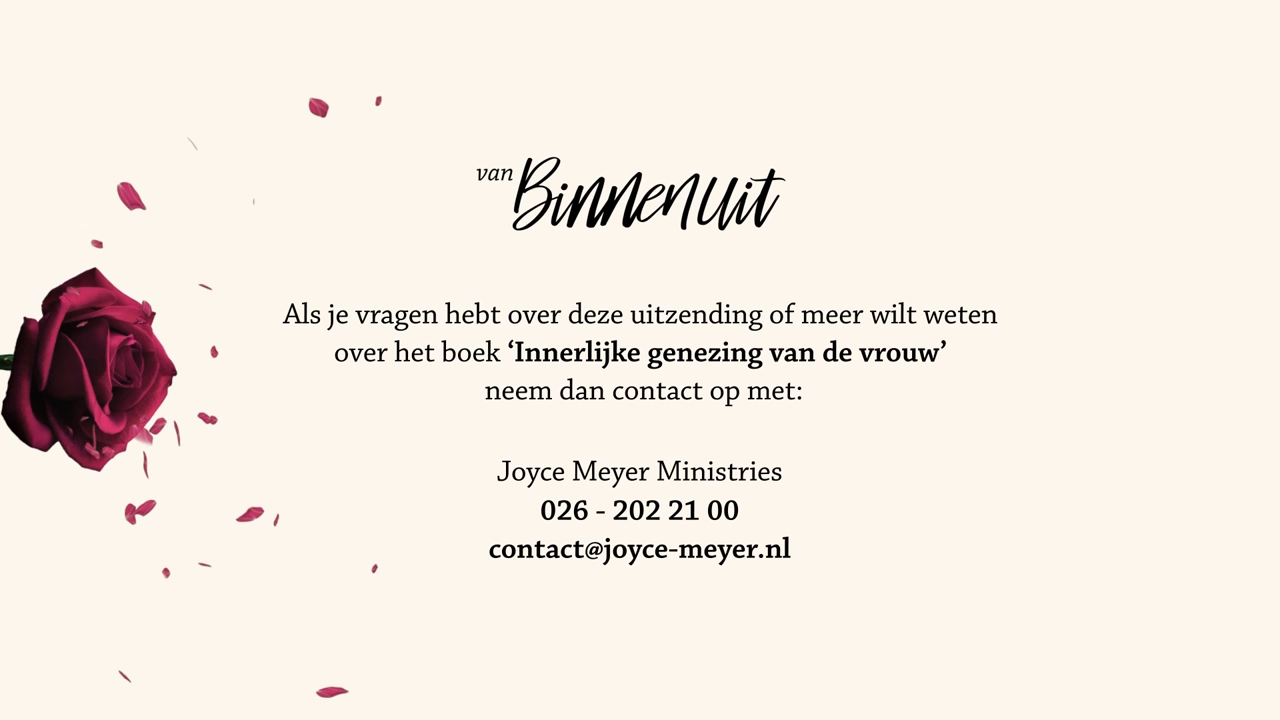 van Binnenuit
Als je vragen hebt over deze uitzending of meer wilt weten
over het boek ‘Innerlijke genezing van de vrouw’
neem dan contact op met:
Joyce Meyer Ministries
026 - 202 21 00
contact@joyce-meyer.nl